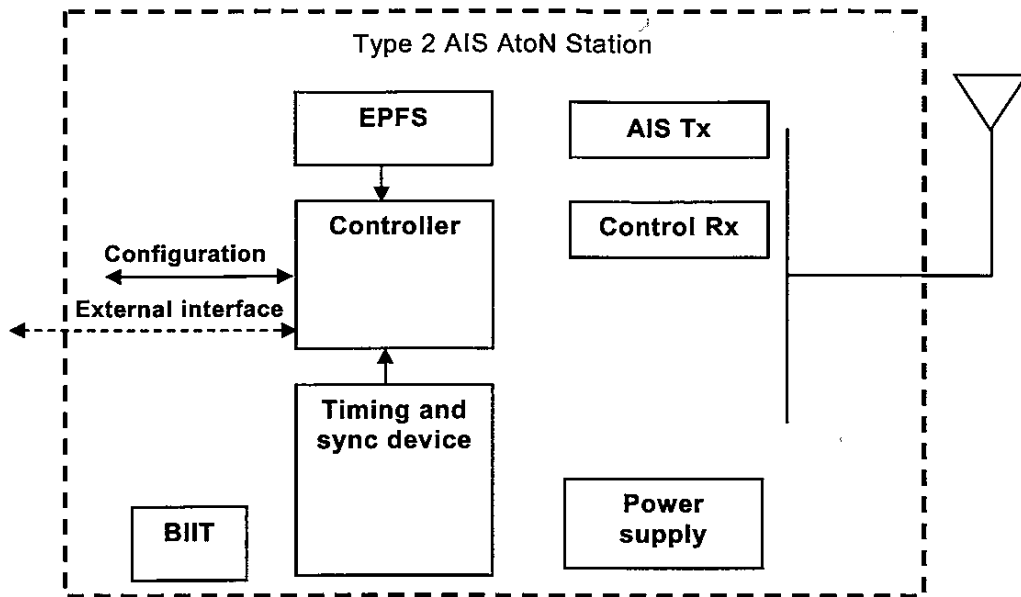 Type 2 AIS AtoN Station
EPFS
AIS Tx
Controller
Control Rx
Configuration
External interface
Timing and
sync device
BIIT
Power
supply